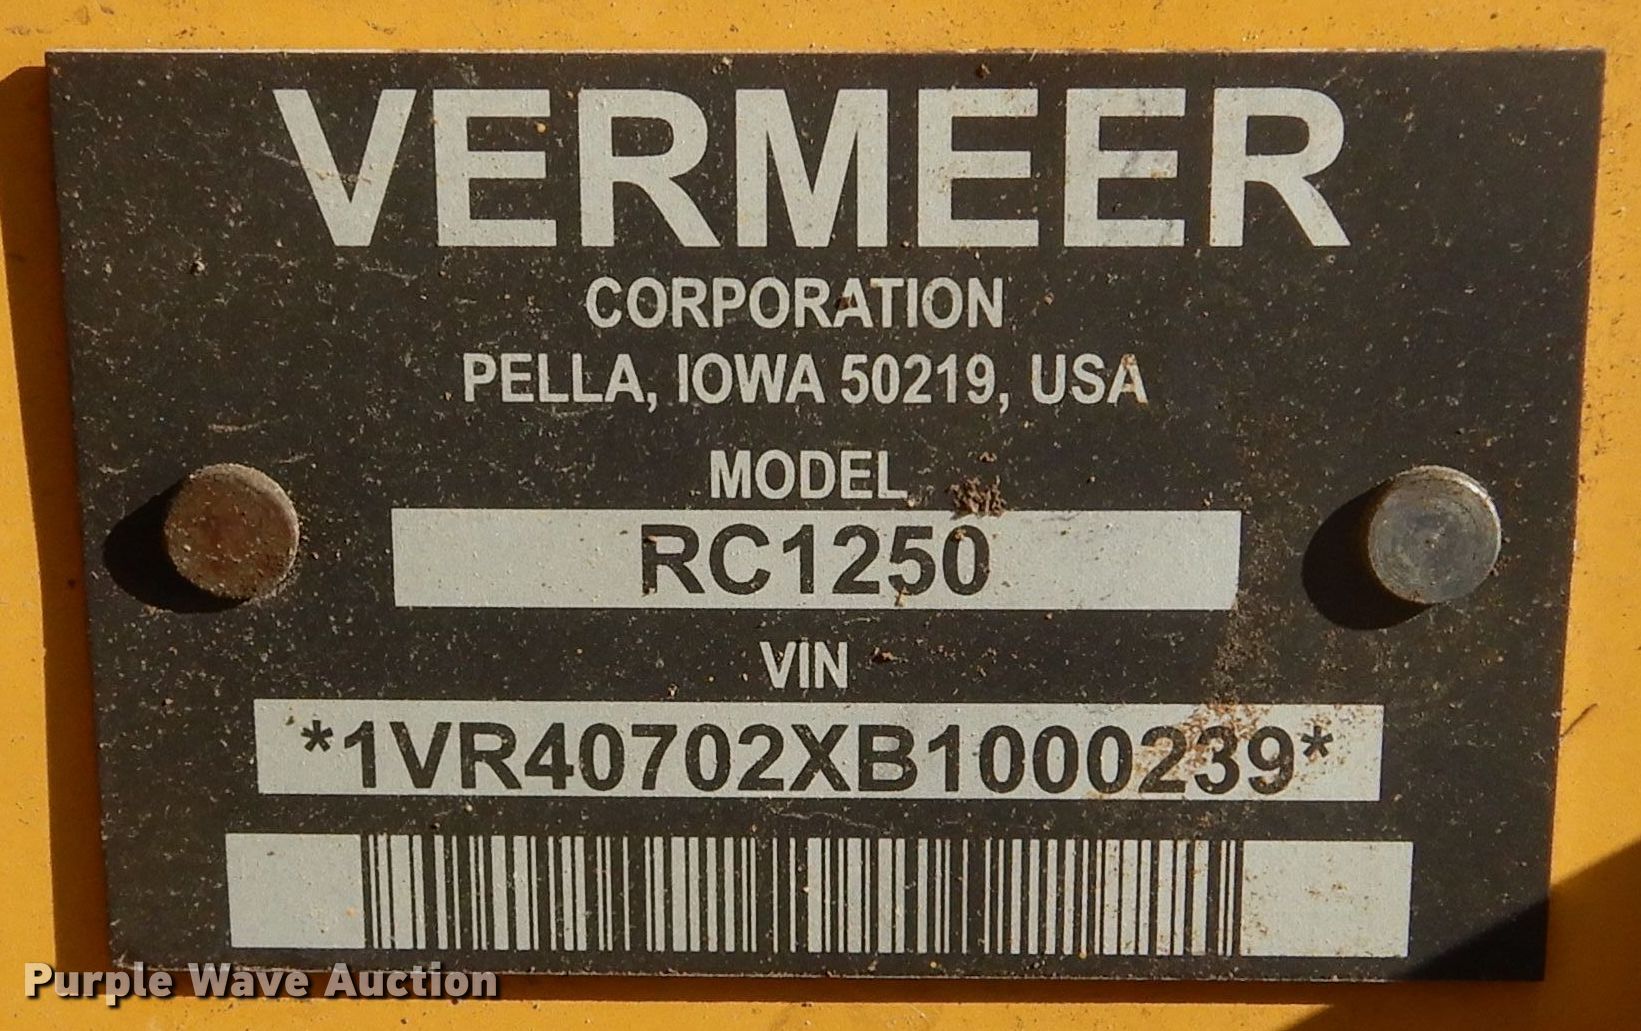 VERMEER
CORPORATION
PELLA, IOWA 50219, USA
MODEL
RC1250
VIN
*1VR40702XB1000239*
Purple Wave Auction